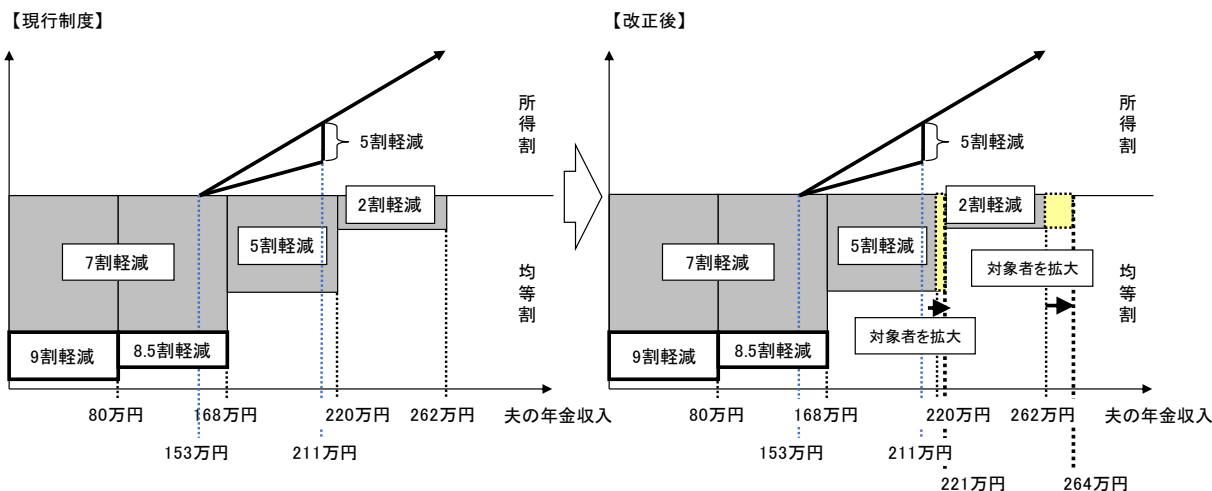 【現行制度】
所得割
5割軽減
2割軽減
5割軽減
7割軽減
均等割
9割軽減
8.5割軽減
80万円
168万円
220万円
262万円
夫の年金収入
153万円
211万円
【改正後】
所得割
5割軽減
2割軽減
5割軽減
7割軽減
対象者を拡大
均等割
対象者を拡大
9割軽減
8.5割軽減
80万円
168万円
220万円
262万円
夫の年金収入
153万円
211万円
221万円
264万円